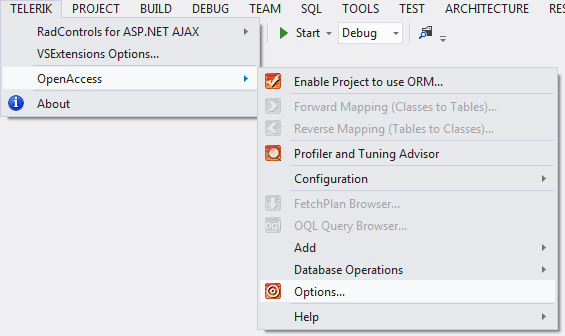 TELERIK PROJECT BUILD DEBUG TEAM SQL TOOLS TEST ARCHITECTURE RES
RadControls for ASP.NET AJAX
VSExtensions Options...
OpenAccess
About
Start Debug
Enable Project to use ORM...
Forward Mapping (Classes to Tables)...
Reverse Mapping (Tables to Classes)...
Profiler and Tuning Advisor
Configuration
FetchPlan Browser...
oql OQL Query Browser...
Add
Database Operations
Options...
Help